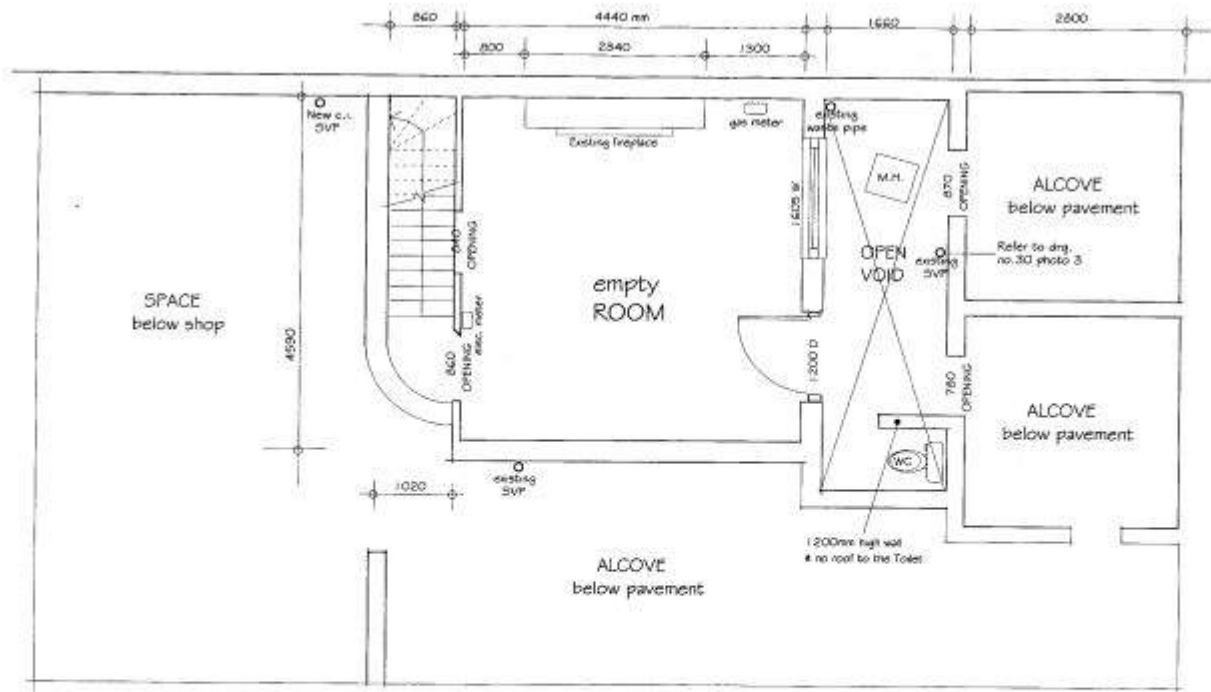 860
4440 mm
1660
2800
800
2340
1300
New c.i.
SVP
existing
waste pipe
gas meter
Existing fireplace
M.H.
870
OPENING
ALCOVE
below pavement
1605 W
840
OPENING
OPEN
VOID
existing
SVP
Refer to drg.
no.30 photo 3
SPACE
below shop
empty
ROOM
elec. meter
4590
860
OPENING
1200 D
780
OPENING
ALCOVE
below pavement
WC
1020
existing
SVP
1200mm high wall
& no roof to the Toilet
ALCOVE
below pavement